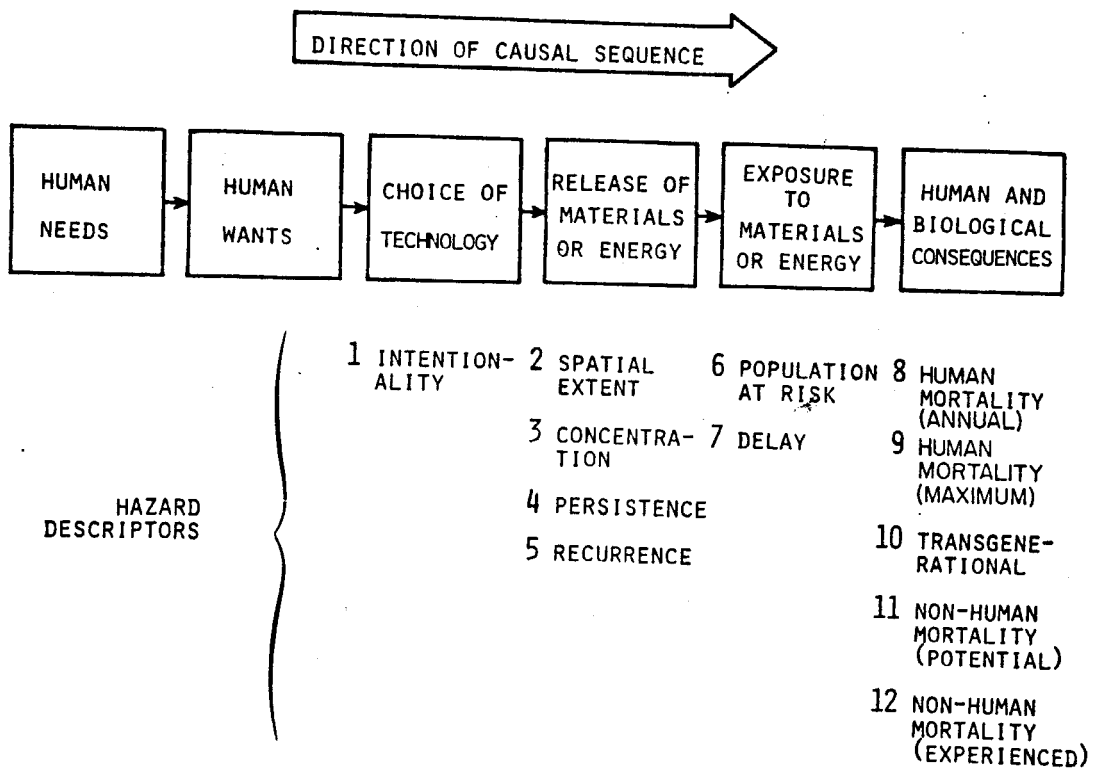 DIRECTION OF CAUSAL SEQUENCE
HUMAN
NEEDS
HUMAN
WANTS
CHOICE OF
TECHNOLOGY
RELEASE OF
MATERIALS
OR ENERGY
EXPOSURE
TO
MATERIALS
OR ENERGY
HUMAN AND
BIOLOGICAL
CONSEQUENCES
HAZARD
DESCRIPTORS
1 INTENTION-
ALITY
2 SPATIAL
EXTENT
3 CONCENTRA-
TION
4 PERSISTENCE
5 RECURRENCE
6 POPULATION
AT RISK
7 DELAY
8 HUMAN
MORTALITY
(ANNUAL)
9 HUMAN
MORTALITY
(MAXIMUM)
10 TRANSGENE-
RATIONAL
11 NON-HUMAN
MORTALITY
(POTENTIAL)
12 NON-HUMAN
MORTALITY
(EXPERIENCED)